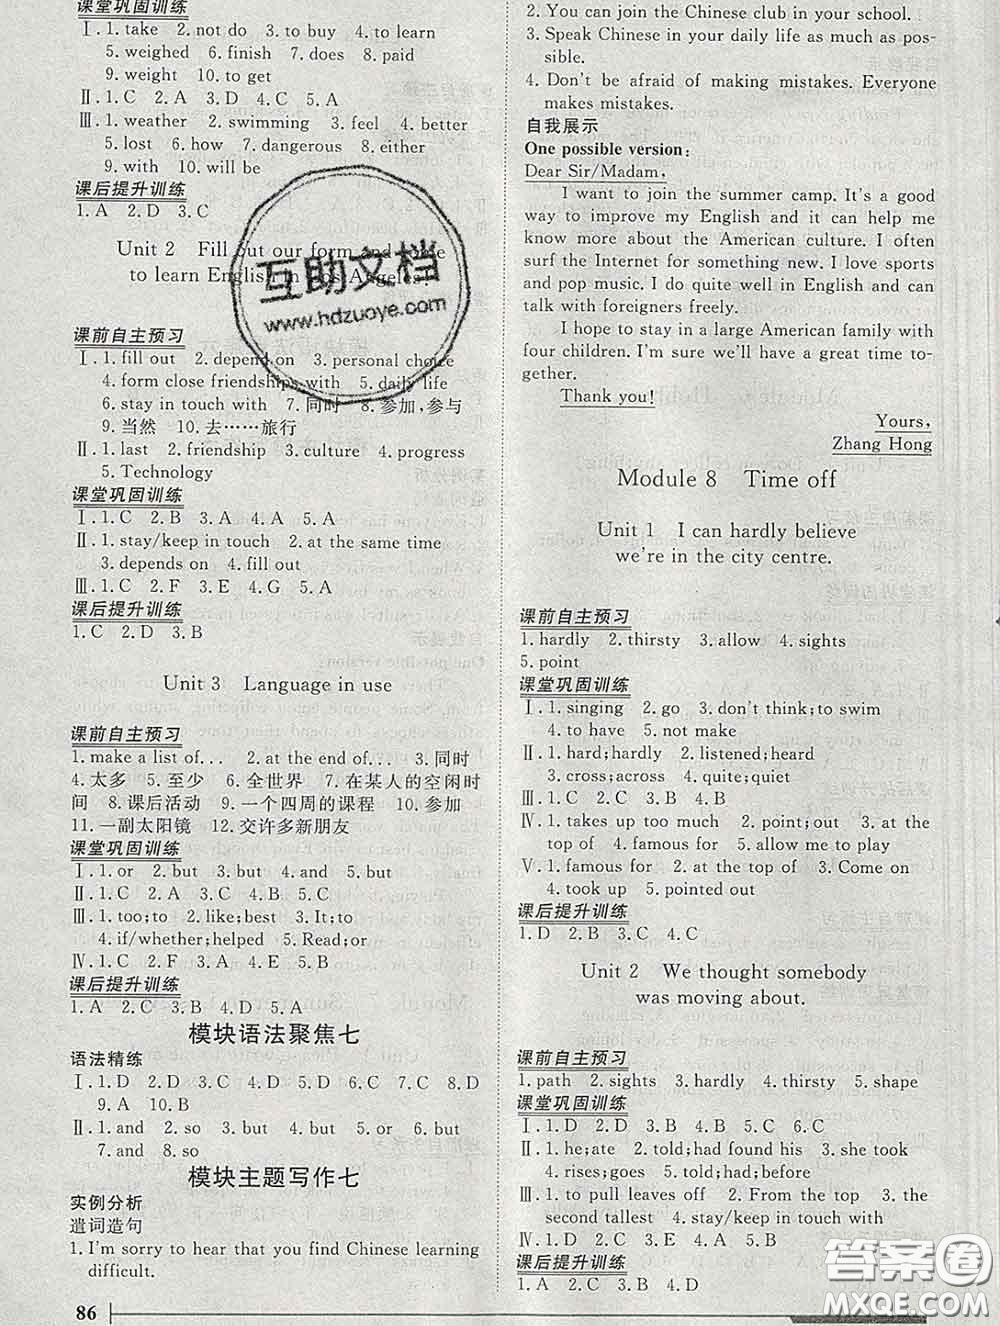 课堂巩固训练
Ⅰ. 1. take  2. not do  3. to buy  4. to learn
5. weighed  6. finish  7. does  8. paid
9. weight  10. to get
Ⅱ. 1. C  2. A  3. D  4. C  5. A
Ⅲ. 1. weather  2. swimming  3. feel  4. better
5. lost  6. how  7. dangerous  8. either
9. with  10. will be
课后提升训练
1. A  2. D  3. C
Unit 2  Fill out our form and come
to learn English in Los Angeles!
课前自主预习
Ⅰ. 1. fill out  2. depend on  3. personal choice
4. form close friendships with  5. daily life
6. stay in touch with  7. 同时  8. 参加,参与
9. 当然  10. 去……旅行
Ⅱ. 1. last  2. friendship  3. culture  4. progress
5. Technology
课堂巩固训练
Ⅰ. 1. C  2. B  3. A  4. A  5. A
Ⅱ. 1. stay/keep in touch  2. at the same time
3. depends on  4. fill out
Ⅲ. 1. C  2. F  3. E  4. G  5. A
课后提升训练
1. C  2. D  3. B
Unit 3  Language in use
课前自主预习
1. make a list of...  2. at the end of...  3. 同时
4. 太多  5. 至少  6. 全世界  7. 在某人的空闲时
间  8. 课后活动  9. 一个四周的课程  10. 参加
11. 一副太阳镜  12. 交许多新朋友
课堂巩固训练
Ⅰ. 1. or  2. but  3. but  4. and  5. but
Ⅱ. 1. C  2. A  3. C  4. B  5. C
Ⅲ. 1. too;to  2. like;best  3. It;to
4. if/whether;helped  5. Read;or
Ⅳ. 1. C  2. F  3. A  4. E  5. B
课后提升训练
1. A  2. C  3. B  4. D  5. A
模块语法聚焦七
语法精练
Ⅰ. 1. D  2. D  3. C  4. D  5. B  6. C  7. C  8. D
9. A  10. B
Ⅱ. 1. and  2. so  3. but  4. but  5. or  6. but
7. and  8. so
模块主题写作七
实例分析
遣词造句
1. I'm sorry to hear that you find Chinese learning
difficult.
86
2. You can join the Chinese club in your school.
3. Speak Chinese in your daily life as much as pos-
sible.
4. Don't be afraid of making mistakes. Everyone
makes mistakes.
自我展示
One possible version:
Dear Sir/Madam,
I want to join the summer camp. It's a good
way to improve my English and it can help me
know more about the American culture. I often
surf the Internet for something new. I love sports
and pop music. I do quite well in English and can
talk with foreigners freely.
I hope to stay in a large American family with
four children. I'm sure we'll have a great time to-
gether.
Thank you!
Yours,
Zhang Hong
Module 8  Time off
Unit 1  I can hardly believe
we're in the city centre.
课前自主预习
1. hardly  2. thirsty  3. allow  4. sights
5. point
课堂巩固训练
Ⅰ. 1. singing  2. go  3. don't think;to swim
4. to have  5. not make
Ⅱ. 1. hard;hardly  2. listened;heard
3. cross;across  4. quite;quiet
Ⅲ. 1. C  2. C  3. D  4. D  5. B
Ⅳ. 1. takes up too much  2. point;out  3. at the
top of  4. famous for  5. allow me to play
Ⅴ. 1. famous for  2. at the top of  3. Come on
4. took up  5. pointed out
课后提升训练
1. D  2. B  3. C  4. C
Unit 2  We thought somebody
was moving about.
课前自主预习
1. path  2. sights  3. hardly  4. thirsty  5. shape
课堂巩固训练
Ⅰ. 1. D  2. D  3. B  4. D  5. B  6. C
Ⅱ. 1. he;ate  2. told;had found his  3. she took
4. rises;goes  5. told;had;before
Ⅲ. 1. to pull leaves off  2. From the top  3. the
second tallest  4. stay/keep in touch with
Ⅳ. 1. C  2. D  3. E  4. A  5. B
课后提升训练
1. A  2. C  3. B  4. D
互助文档
www.hdzuoye.com
答案圈
MXQE.COM